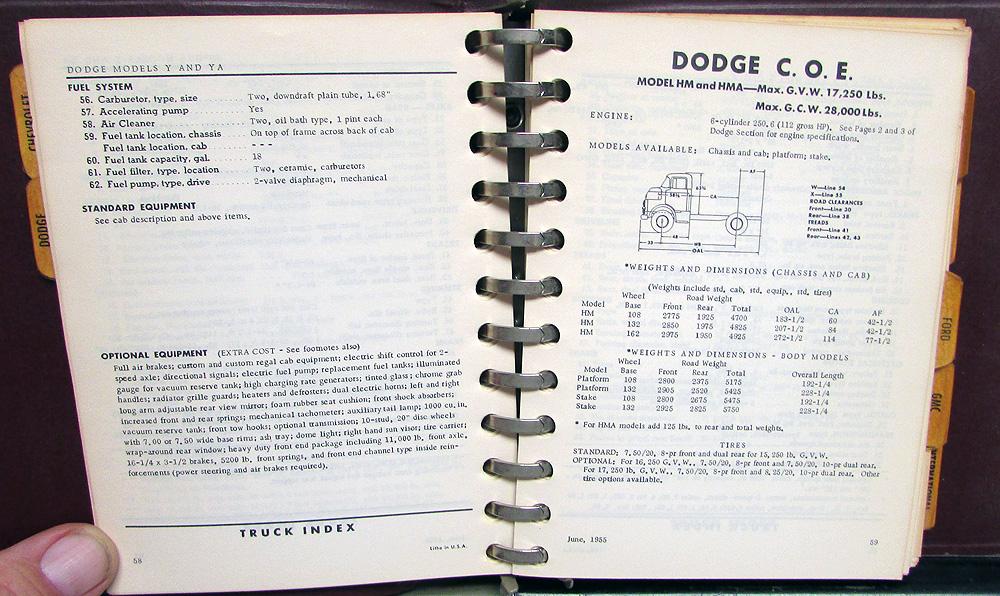 DODGE MODELS Y AND YA
FUEL SYSTEM
56. Carburetor, type, size ........ Two, downdraft plain tube, 1.68"
57. Accelerating pump ........ Yes
58. Air Cleaner ........ Two, oil bath type, 1 pint each
59. Fuel tank location, chassis .. On top of frame across back of cab
Fuel tank location, cab ...... - - -
60. Fuel tank capacity, gal. ...... 18
61. Fuel filter, type, location ..... Two, ceramic, carburetors
62. Fuel pump, type, drive ........ 2-valve diaphragm, mechanical
STANDARD EQUIPMENT
See cab description and above items.
OPTIONAL EQUIPMENT (EXTRA COST - See footnotes also)
Full air brakes; custom and custom regal cab equipment; electric shift control for 2-
speed axle; directional signals; electric fuel pump; replacement fuel tanks; illuminated
gauge for vacuum reserve tank; high charging rate generators; tinted glass; chrome grab
handles; radiator grille guards; heaters and defrosters; dual electric horns; left and right
long arm adjustable rear view mirror; foam rubber seat cushion; front shock absorbers;
increased front and rear springs; mechanical tachometer; auxiliary tail lamp; 1000 cu. in.
vacuum reserve tank; front tow hooks; optional transmission; 10-stud, 20" disc wheels
with 7.00 or 7.50 wide base rims; ash tray; dome light; right hand sun visor; tire carrier;
wrap-around rear window; heavy duty front end package including 11,000 lb. front axle,
16-1/4 x 3-1/2 brakes, 5200 lb. front springs, and front end channel type inside rein-
forcements (power steering and air brakes required).
TRUCK INDEX
Litho in U.S.A.
58
CHEVROLET
DODGE
DODGE C. O. E.
MODEL HM and HMA—Max. G.V.W. 17,250 Lbs.
Max. G.C.W. 28,000 Lbs.
ENGINE: 6-cylinder 250.6 (112 gross HP). See Pages 2 and 3 of
Dodge Section for engine specifications.
MODELS AVAILABLE: Chassis and cab; platform; stake.
AF
CA
33
48
WB
OAL
W—Line 54
X—Line 53
ROAD CLEARANCES
Front—Line 30
Rear—Line 38
TREADS
Front—Line 41
Rear—Lines 42, 43
*WEIGHTS AND DIMENSIONS (CHASSIS AND CAB)
(Weights include std. cab, std. equip., std. tires)
Wheel Road Weight
Model Base Front Rear Total OAL CA AF
HM 108 2775 1925 4700 183-1/2 60 42-1/2
HM 132 2850 1975 4825 207-1/2 84 42-1/2
HM 162 2975 1950 4925 272-1/2 114 77-1/2
*WEIGHTS AND DIMENSIONS - BODY MODELS
Wheel Road Weight
Model Base Front Rear Total Overall Length
Platform 108 2800 2375 5175 192-1/4
Platform 132 2905 2520 5425 228-1/4
Stake 108 2800 2675 5475 192-1/4
Stake 132 2925 2825 5750 228-1/4
* For HMA models add 125 lbs. to rear and total weights.
TIRES
STANDARD: 7.50/20, 8-pr front and dual rear for 15,250 lb. G.V.W.
OPTIONAL: For 16,250 G.V.W., 7.50/20, 8-pr front and 7.50/20, 10-pr dual rear.
For 17,250 lb. G.V.W., 7.50/20, 8-pr front and 8.25/20, 10-pr dual rear. Other
tire options available.
June, 1955
59
FORD
GMC
INTERNATIONAL